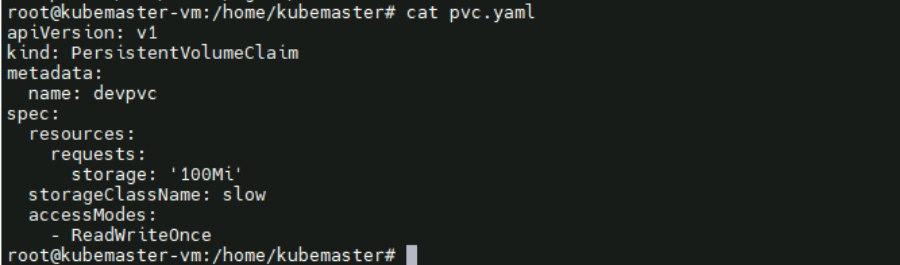 root@kubemaster-vm:/home/kubemaster# cat pvc.yaml
apiVersion: v1
kind: PersistentVolumeClaim
metadata:
  name: devpvc
spec:
  resources:
    requests:
      storage: '100Mi'
  storageClassName: slow
  accessModes:
    - ReadWriteOnce
root@kubemaster-vm:/home/kubemaster#